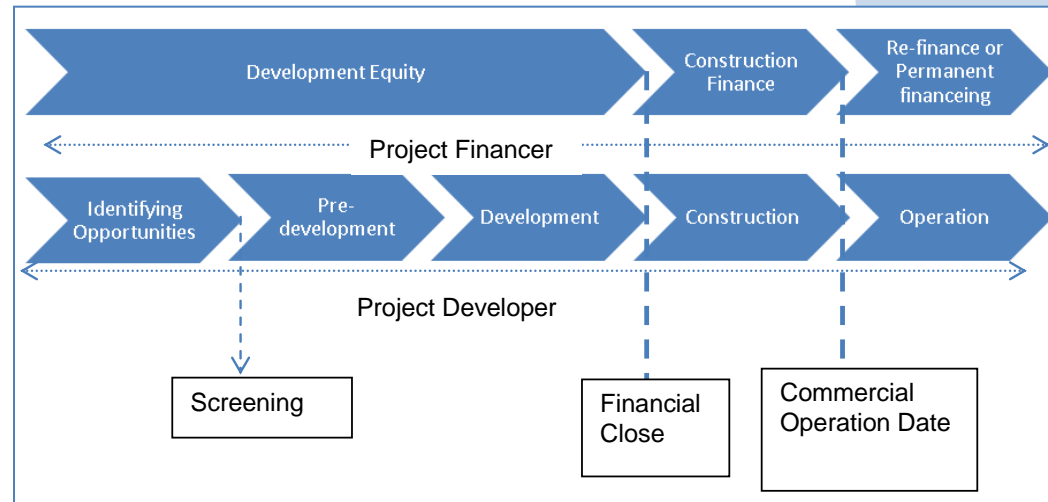 Development Equity
Construction
Finance
Re-finance or
Permanent
financeing
Project Financer
Identifying
Opportunities
Pre-
development
Development
Construction
Operation
Project Developer
Screening
Financial
Close
Commercial
Operation Date